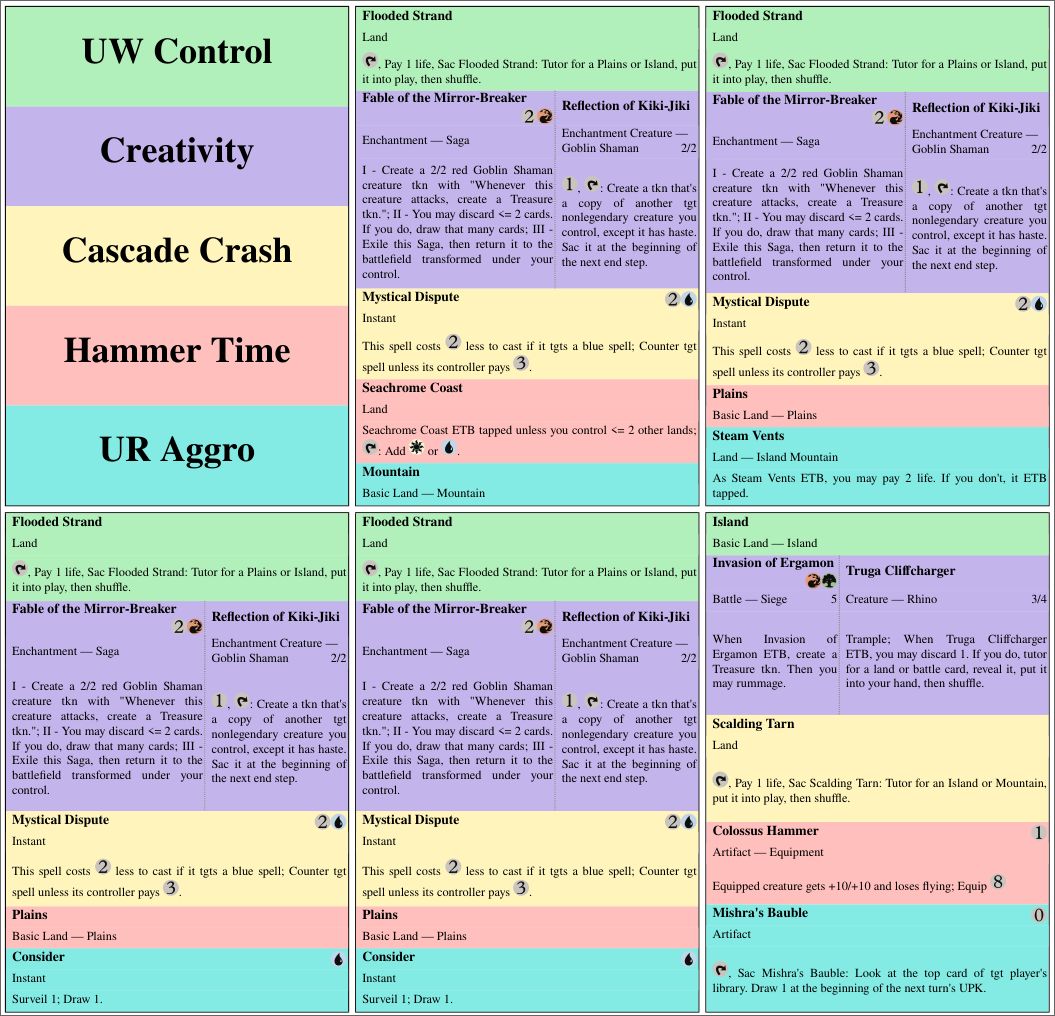 UW Control
Creativity
Cascade Crash
Hammer Time
UR Aggro
Flooded Strand
Land
, Pay 1 life, Sac Flooded Strand: Tutor for a Plains or Island, put
it into play, then shuffle.
Fable of the Mirror-Breaker
2
Enchantment — Saga
I - Create a 2/2 red Goblin Shaman
creature tkn with "Whenever this
creature attacks, create a Treasure
tkn."; II - You may discard <= 2 cards.
If you do, draw that many cards; III -
Exile this Saga, then return it to the
battlefield transformed under your
control.
Reflection of Kiki-Jiki
Enchantment Creature —
Goblin Shaman 2/2
1, : Create a tkn that's
a copy of another tgt
nonlegendary creature you
control, except it has haste.
Sac it at the beginning of
the next end step.
Mystical Dispute 2
Instant
This spell costs 2 less to cast if it tgts a blue spell; Counter tgt
spell unless its controller pays 3.
Seachrome Coast
Land
Seachrome Coast ETB tapped unless you control <= 2 other lands;
: Add or .
Mountain
Basic Land — Mountain
Flooded Strand
Land
, Pay 1 life, Sac Flooded Strand: Tutor for a Plains or Island, put
it into play, then shuffle.
Fable of the Mirror-Breaker
2
Enchantment — Saga
I - Create a 2/2 red Goblin Shaman
creature tkn with "Whenever this
creature attacks, create a Treasure
tkn."; II - You may discard <= 2 cards.
If you do, draw that many cards; III -
Exile this Saga, then return it to the
battlefield transformed under your
control.
Reflection of Kiki-Jiki
Enchantment Creature —
Goblin Shaman 2/2
1, : Create a tkn that's
a copy of another tgt
nonlegendary creature you
control, except it has haste.
Sac it at the beginning of
the next end step.
Mystical Dispute 2
Instant
This spell costs 2 less to cast if it tgts a blue spell; Counter tgt
spell unless its controller pays 3.
Plains
Basic Land — Plains
Steam Vents
Land — Island Mountain
As Steam Vents ETB, you may pay 2 life. If you don't, it ETB
tapped.
Flooded Strand
Land
, Pay 1 life, Sac Flooded Strand: Tutor for a Plains or Island, put
it into play, then shuffle.
Fable of the Mirror-Breaker
2
Enchantment — Saga
I - Create a 2/2 red Goblin Shaman
creature tkn with "Whenever this
creature attacks, create a Treasure
tkn."; II - You may discard <= 2 cards.
If you do, draw that many cards; III -
Exile this Saga, then return it to the
battlefield transformed under your
control.
Reflection of Kiki-Jiki
Enchantment Creature —
Goblin Shaman 2/2
1, : Create a tkn that's
a copy of another tgt
nonlegendary creature you
control, except it has haste.
Sac it at the beginning of
the next end step.
Mystical Dispute 2
Instant
This spell costs 2 less to cast if it tgts a blue spell; Counter tgt
spell unless its controller pays 3.
Plains
Basic Land — Plains
Consider
Instant
Surveil 1; Draw 1.
Flooded Strand
Land
, Pay 1 life, Sac Flooded Strand: Tutor for a Plains or Island, put
it into play, then shuffle.
Fable of the Mirror-Breaker
2
Enchantment — Saga
I - Create a 2/2 red Goblin Shaman
creature tkn with "Whenever this
creature attacks, create a Treasure
tkn."; II - You may discard <= 2 cards.
If you do, draw that many cards; III -
Exile this Saga, then return it to the
battlefield transformed under your
control.
Reflection of Kiki-Jiki
Enchantment Creature —
Goblin Shaman 2/2
1, : Create a tkn that's
a copy of another tgt
nonlegendary creature you
control, except it has haste.
Sac it at the beginning of
the next end step.
Mystical Dispute 2
Instant
This spell costs 2 less to cast if it tgts a blue spell; Counter tgt
spell unless its controller pays 3.
Plains
Basic Land — Plains
Consider
Instant
Surveil 1; Draw 1.
Island
Basic Land — Island
Invasion of Ergamon
Battle — Siege 5
When Invasion of
Ergamon ETB, create a
Treasure tkn. Then you
may rummage.
Truga Cliffcharger
Creature — Rhino 3/4
Trample; When Truga Cliffcharger
ETB, you may discard 1. If you do, tutor
for a land or battle card, reveal it, put it
into your hand, then shuffle.
Scalding Tarn
Land
, Pay 1 life, Sac Scalding Tarn: Tutor for an Island or Mountain,
put it into play, then shuffle.
Colossus Hammer 1
Artifact — Equipment
Equipped creature gets +10/+10 and loses flying; Equip 8
Mishra's Bauble 0
Artifact
, Sac Mishra's Bauble: Look at the top card of tgt player's
library. Draw 1 at the beginning of the next turn's UPK.